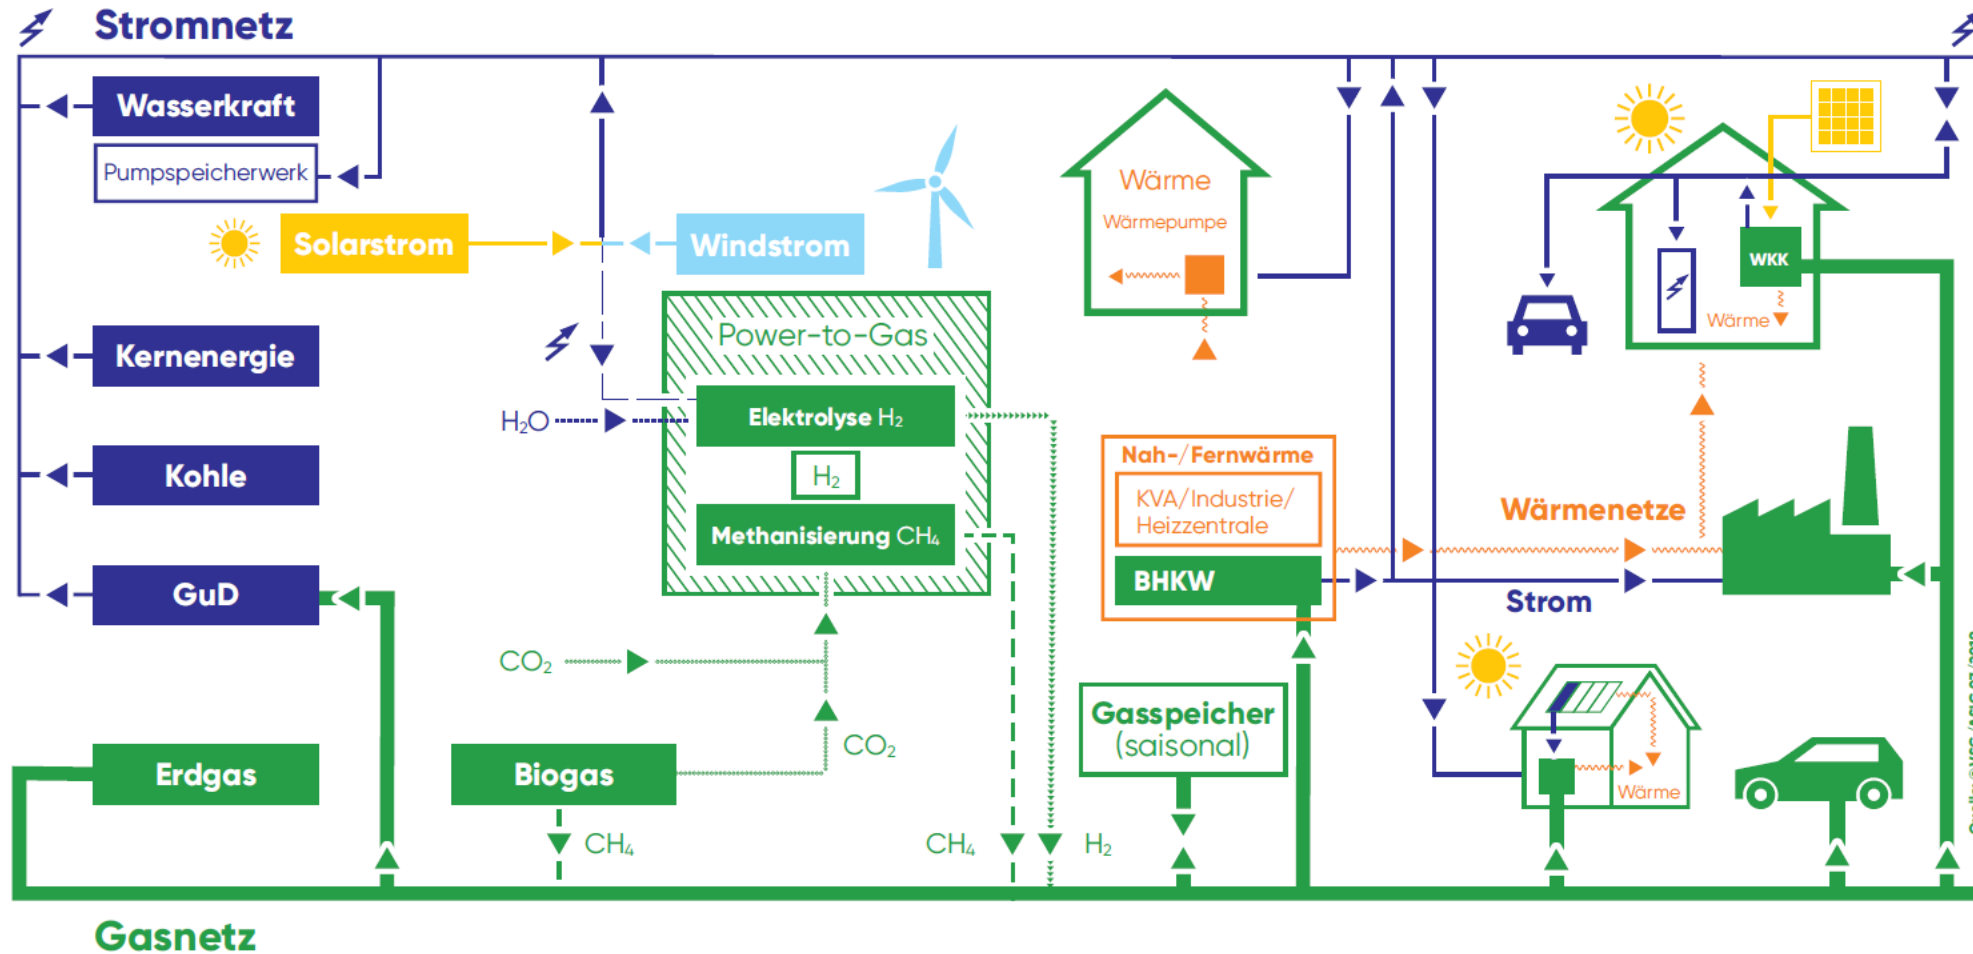 Stromnetz
Wasserkraft
Pumpspeicherwerk
Solarstrom
Windstrom
Kernenergie
Kohle
GuD
Erdgas
Biogas
H₂O
Power-to-Gas
Elektrolyse H₂
H₂
Methanisierung CH₄
CO₂
CO₂
CH₄
CH₄
H₂
Wärme
Wärmepumpe
Nah-/Fernwärme
KVA/Industrie/
Heizzentrale
BHKW
Gasspeicher
(saisonal)
WKK
Wärme
Wärmenetze
Strom
Wärme
Gasnetz